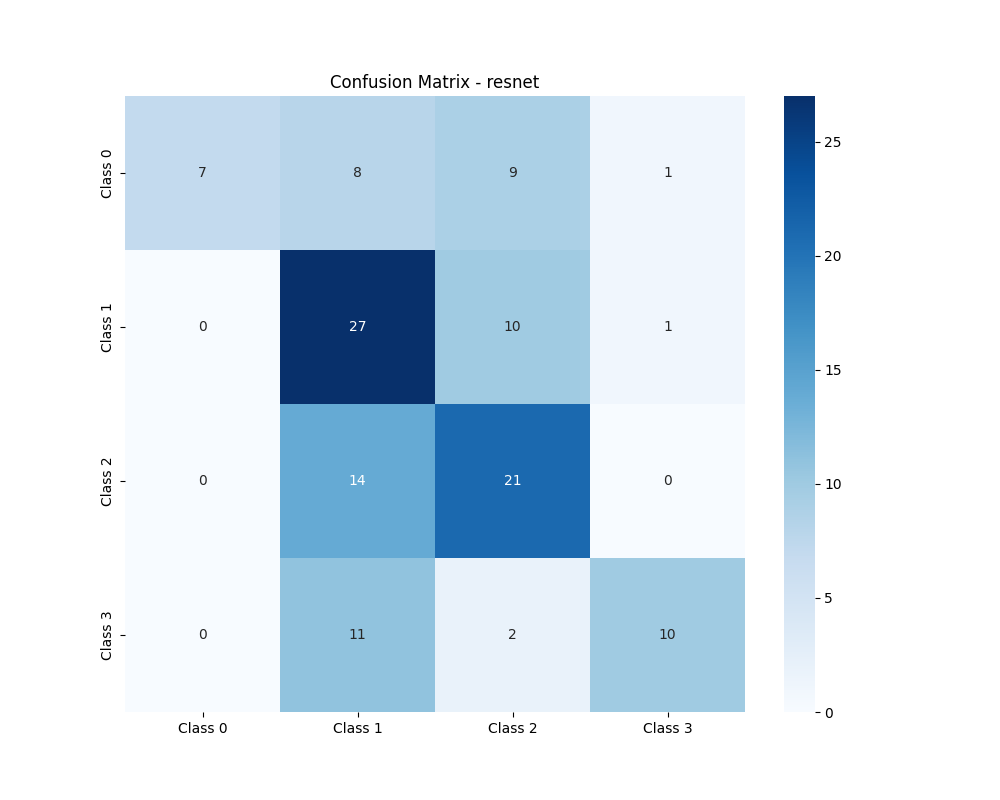 Confusion Matrix - resnet
Class 0
7 8 9 1
Class 1
0 27 10 1
Class 2
0 14 21 0
Class 3
0 11 2 10
Class 0 Class 1 Class 2 Class 3
25
20
15
10
5
0